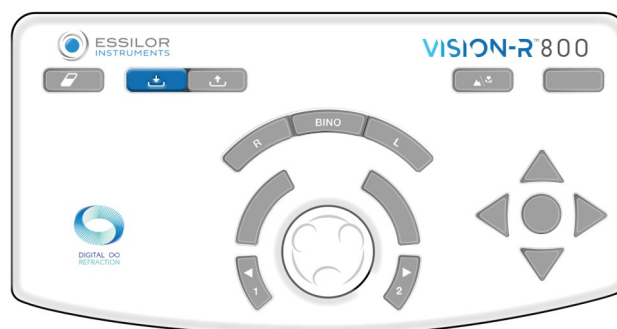 ESSILOR
INSTRUMENTS
VISION-R™800
R
BINO
L
DIGITAL
REFRACTION
1
2